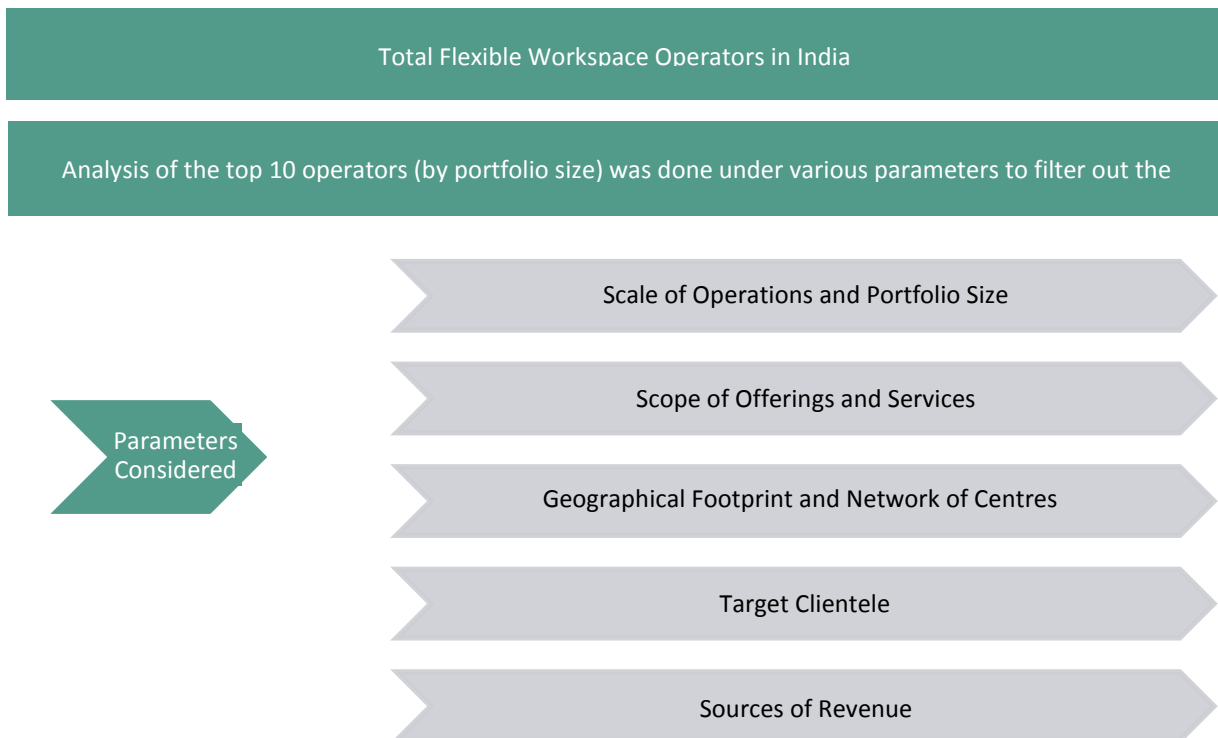 Total Flexible Workspace Operators in India
Analysis of the top 10 operators (by portfolio size) was done under various parameters to filter out the
Scale of Operations and Portfolio Size
Scope of Offerings and Services
Parameters
Considered
Geographical Footprint and Network of Centres
Target Clientele
Sources of Revenue